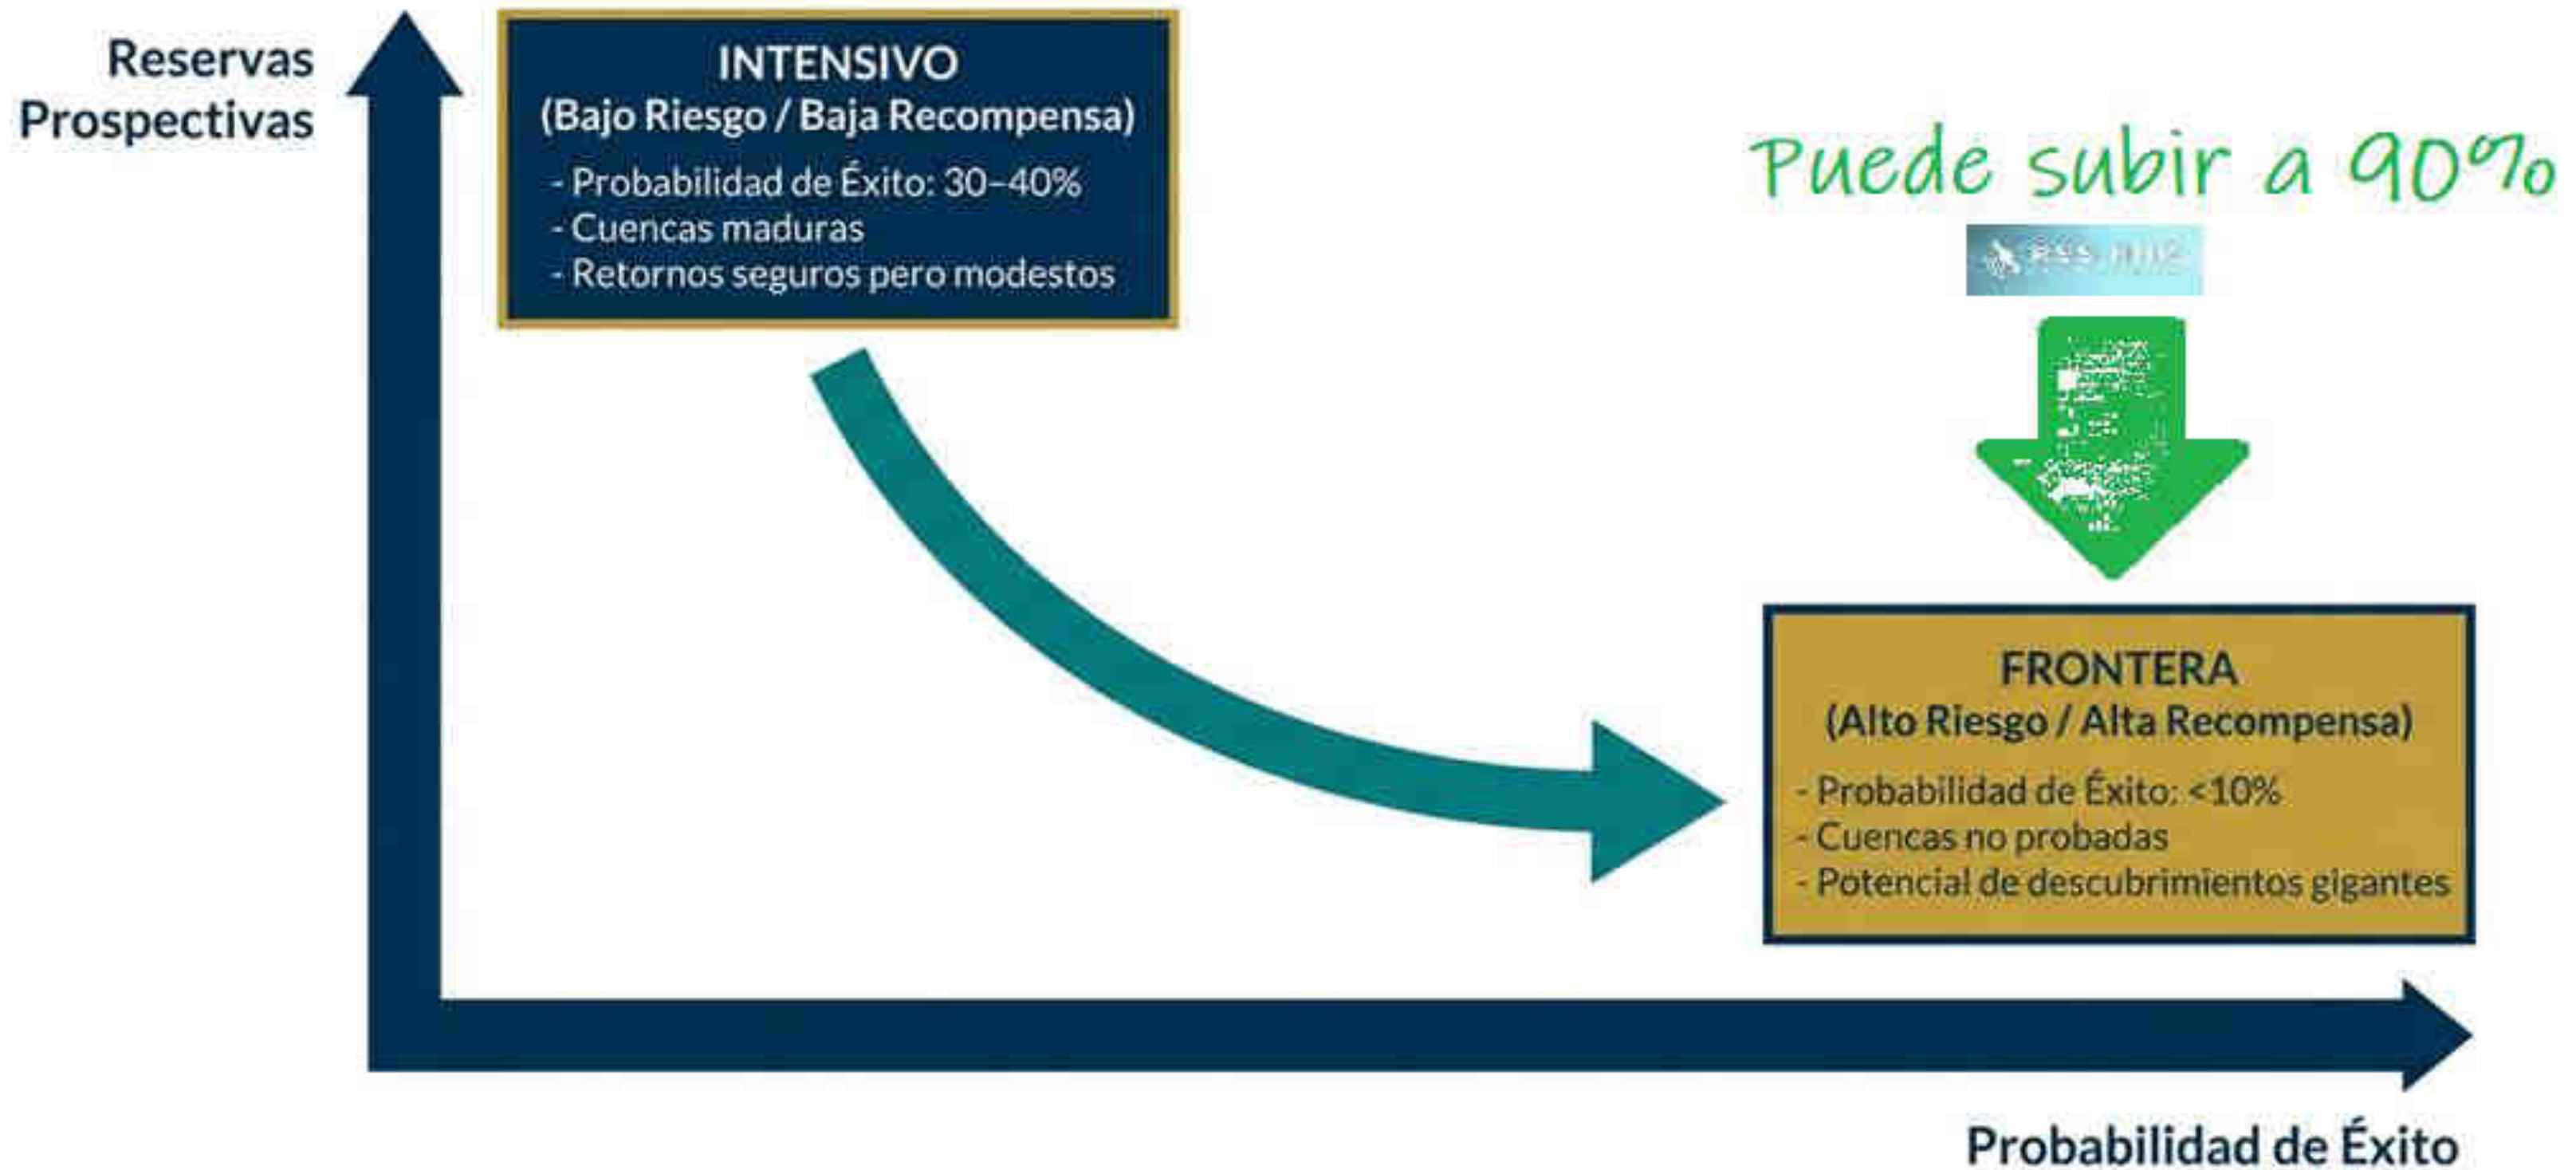 Reservas
Prospectivas
INTENSIVO
(Bajo Riesgo / Baja Recompensa)
- Probabilidad de Éxito: 30–40%
- Cuencas maduras
- Retornos seguros pero modestos
Puede subir a 90%
FRONTERA
(Alto Riesgo / Alta Recompensa)
- Probabilidad de Éxito: <10%
- Cuencas no probadas
- Potencial de descubrimientos gigantes
Probabilidad de Éxito